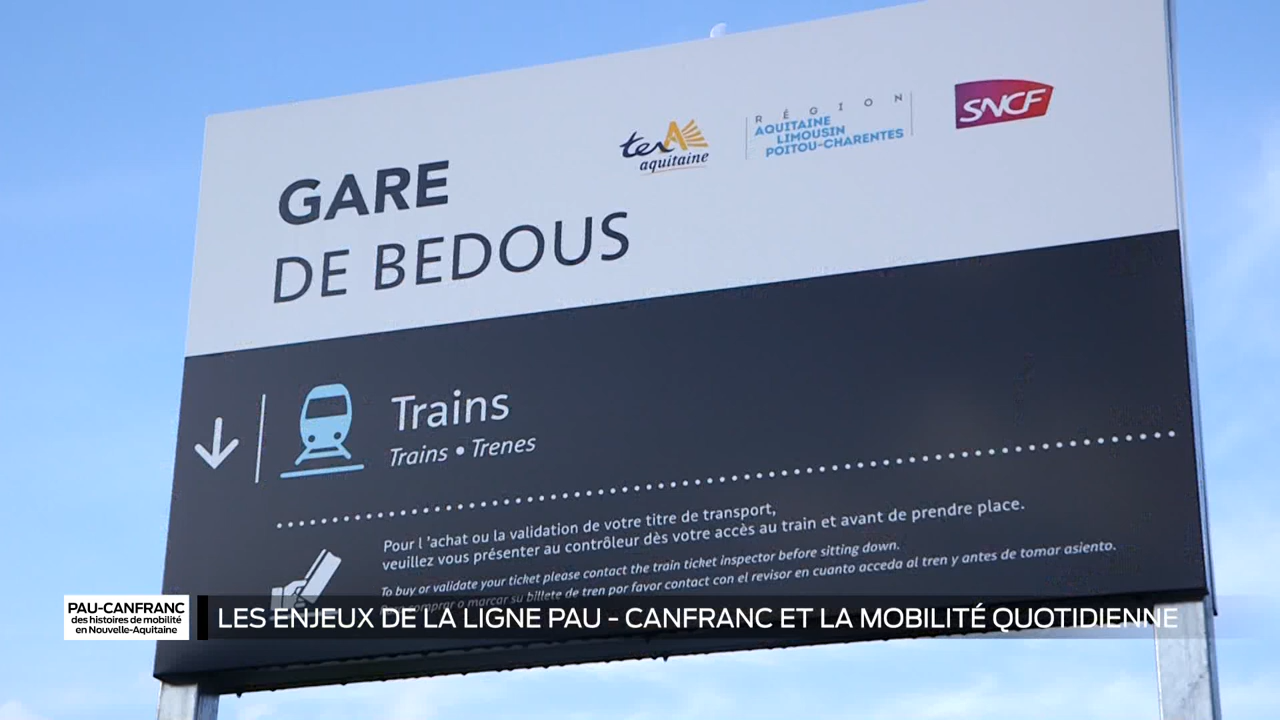 GARE
DE BEDOUS
ter
aquitaine
RÉGION
AQUITAINE
LIMOUSIN
POITOU-CHARENTES
SNCF
Trains
Trains • Trenes
Pour l 'achat ou la validation de votre titre de transport,
veuillez vous présenter au contrôleur dès votre accès au train et avant de prendre place.
To buy or validate your ticket please contact the train ticket inspector before sitting down.
Para comprar o marcar su billete de tren por favor contact con el revisor en cuanto acceda al tren y antes de tomar asiento.
PAU-CANFRANC
des histoires de mobilité
en Nouvelle-Aquitaine
LES ENJEUX DE LA LIGNE PAU - CANFRANC ET LA MOBILITÉ QUOTIDIENNE